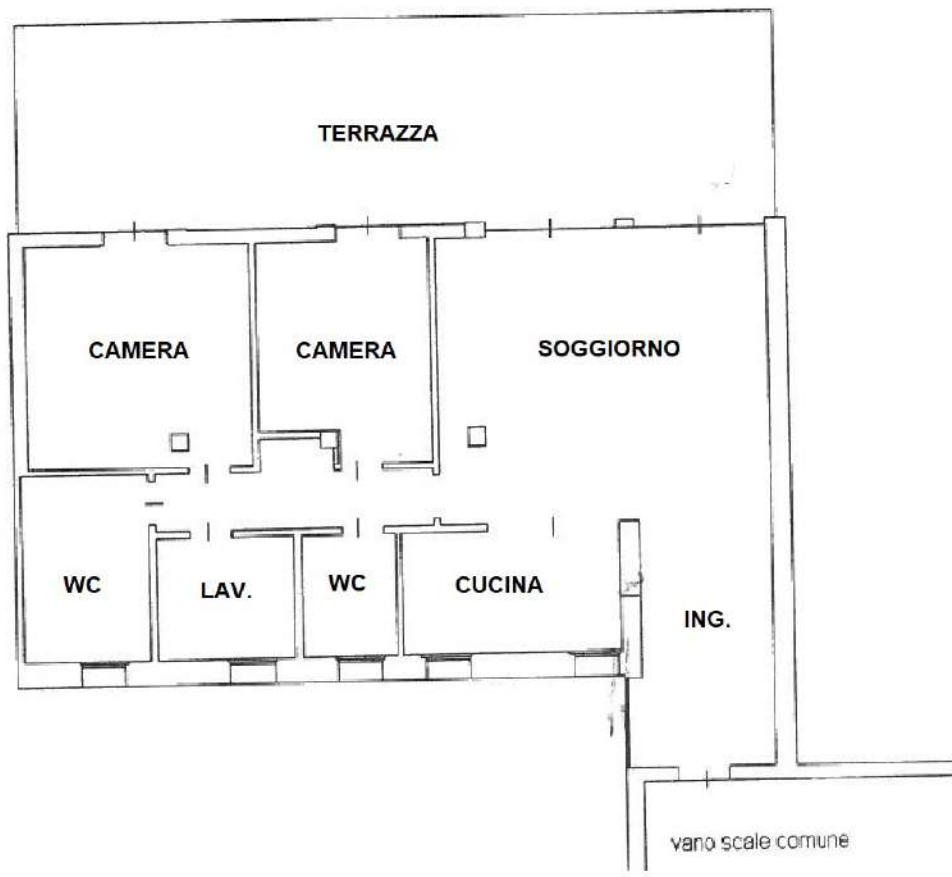 TERRAZZA
CAMERA
CAMERA
SOGGIORNO
WC
LAV.
WC
CUCINA
ING.
vano scale comune